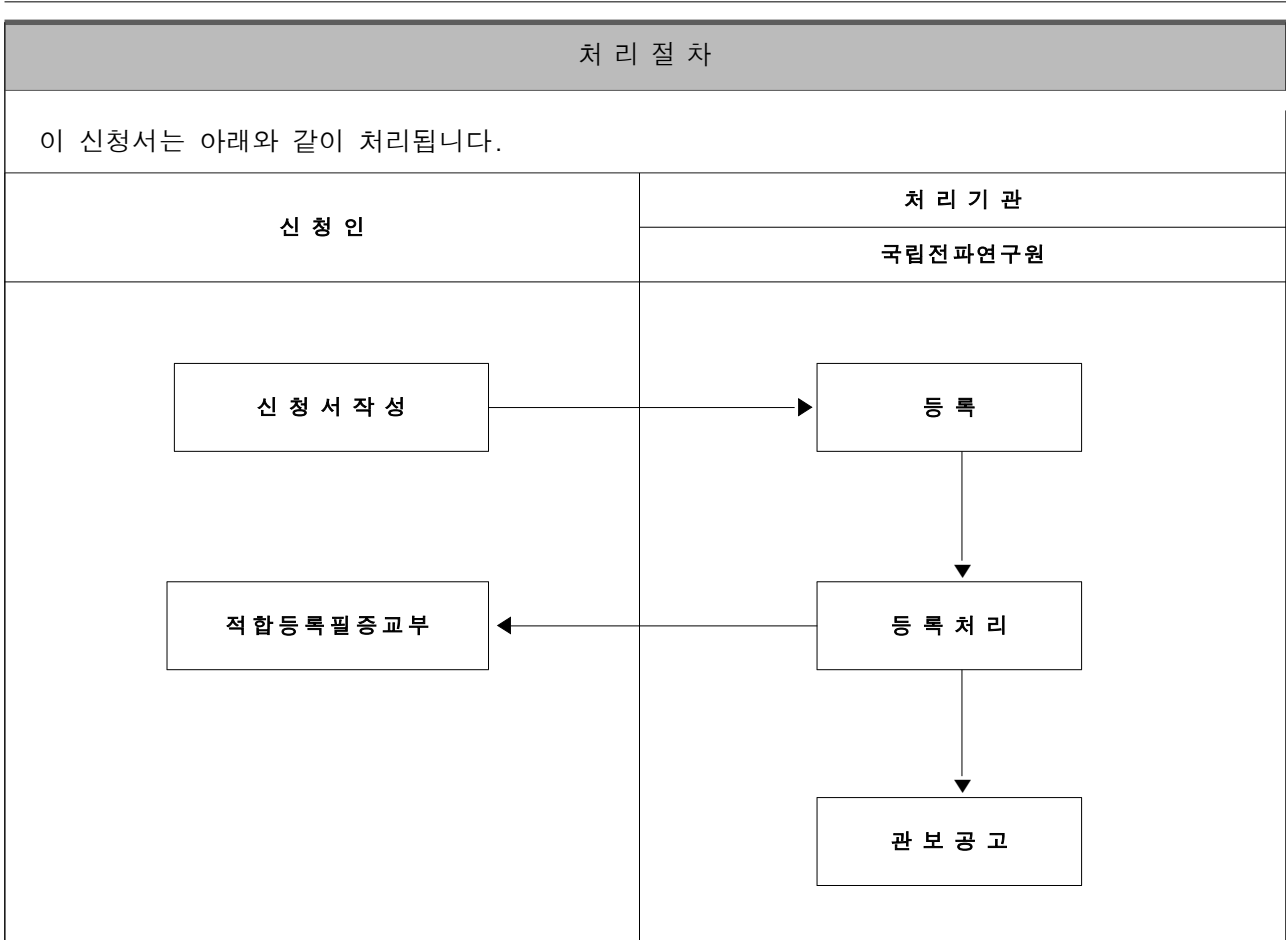 처 리 절 차
이 신청서는 아래와 같이 처리됩니다.
신 청 인
처 리 기 관
국립전파연구원
신 청 서 작 성
등 록
적 합 등 록 필 증 교 부
등 록 처 리
관 보 공 고